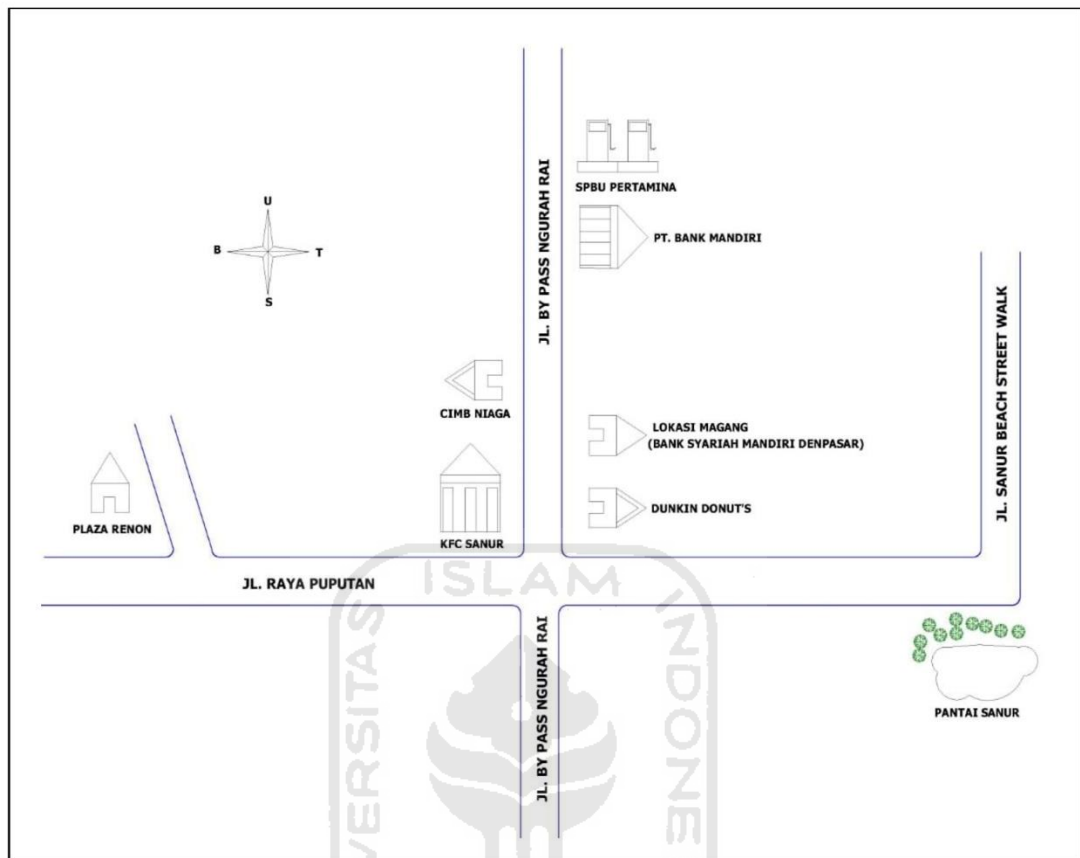 SPBU PERTAMINA
JL. BY PASS NGURAH RAI
U
B
T
S
PT. BANK MANDIRI
JL. SANUR BEACH STREET WALK
CIMB NIAGA
LOKASI MAGANG
(BANK SYARIAH MANDIRI DENPASAR)
PLAZA RENON
KFC SANUR
DUNKIN DONUT'S
JL. RAYA PUPUTAN
ISLAM
VERSITAS
INDONE
JL. BY PASS NGURAH RAI
PANTAI SANUR